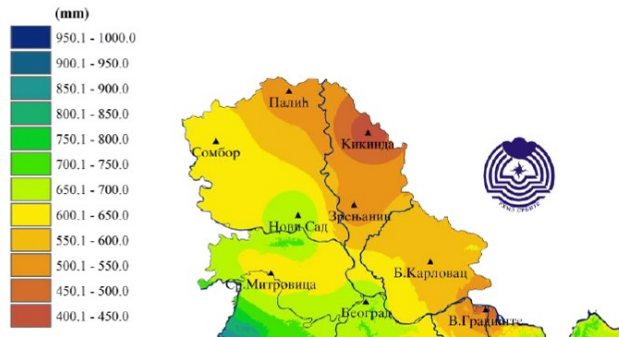 (mm)
950.1 - 1000.0
900.1 - 950.0
850.1 - 900.0
800.1 - 850.0
750.1 - 800.0
700.1 - 750.0
650.1 - 700.0
600.1 - 650.0
550.1 - 600.0
500.1 - 550.0
450.1 - 500.0
400.1 - 450.0
Палић
Кикинда
Сомбор
Зрењанин
Нови Сад
Б.Карловац
Ср.Митровица
Београд
В.Градиште